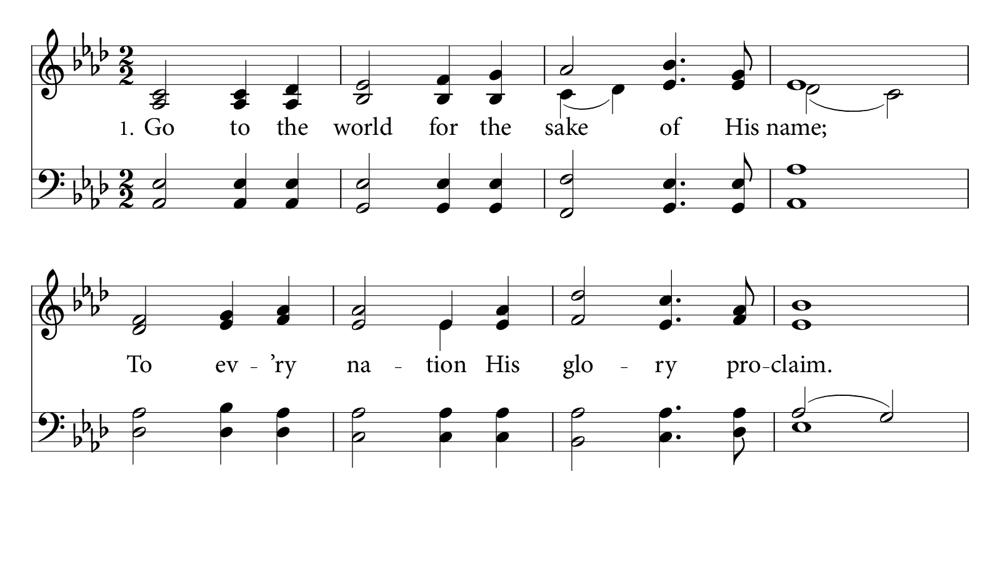 1. Go to the world for the sake of His name;
To ev - ’ry na - tion His glo - ry pro-claim.